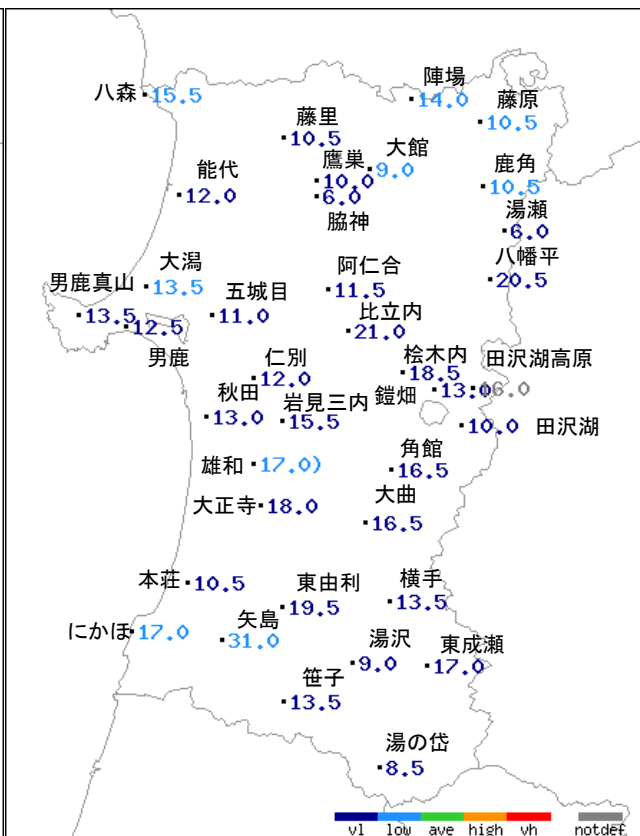 陣場
八森
15.5
14.0
藤原
10.5
藤里
10.5
大館
9.0
鷹巣
10.0
6.0
脇神
能代
12.0
鹿角
10.5
湯瀬
6.0
八幡平
20.5
大潟
13.5
男鹿真山
13.5
12.5
男鹿
五城目
11.0
阿仁合
11.5
比立内
21.0
仁別
12.0
桧木内
18.5
田沢湖高原
16.0
鎧畑
13.0
秋田
13.0
岩見三内
15.5
10.0 田沢湖
雄和
17.0)
角館
16.5
大正寺
18.0
大曲
16.5
本荘
10.5
東由利
19.5
横手
13.5
にかほ
17.0
矢島
31.0
湯沢
9.0
東成瀬
17.0
笹子
13.5
湯の岱
8.5
vl low ave high vh notdef